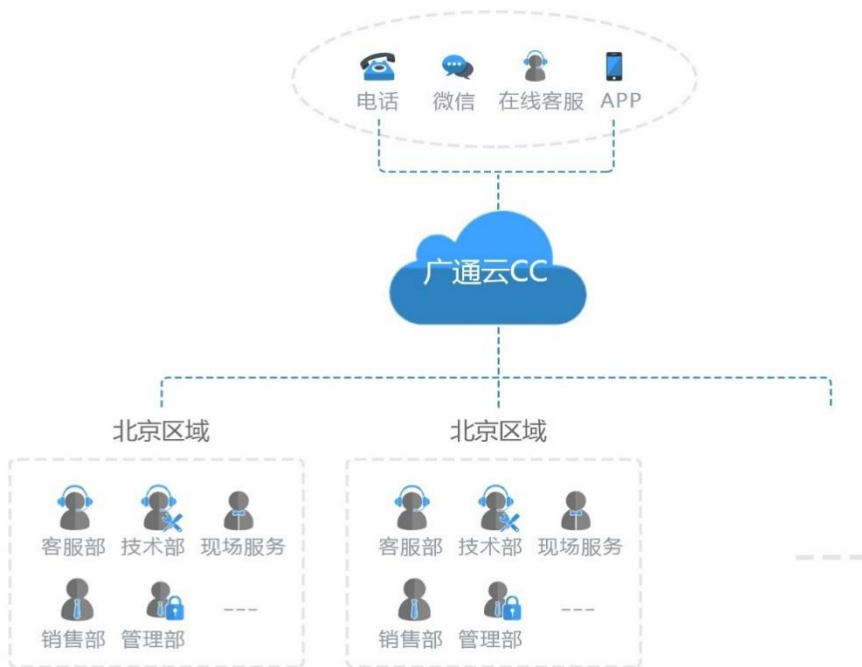 电话 微信 在线客服 APP
广通云CC
北京区域 北京区域
客服部 技术部 现场服务 客服部 技术部 现场服务
销售部 管理部 --- 销售部 管理部 ---